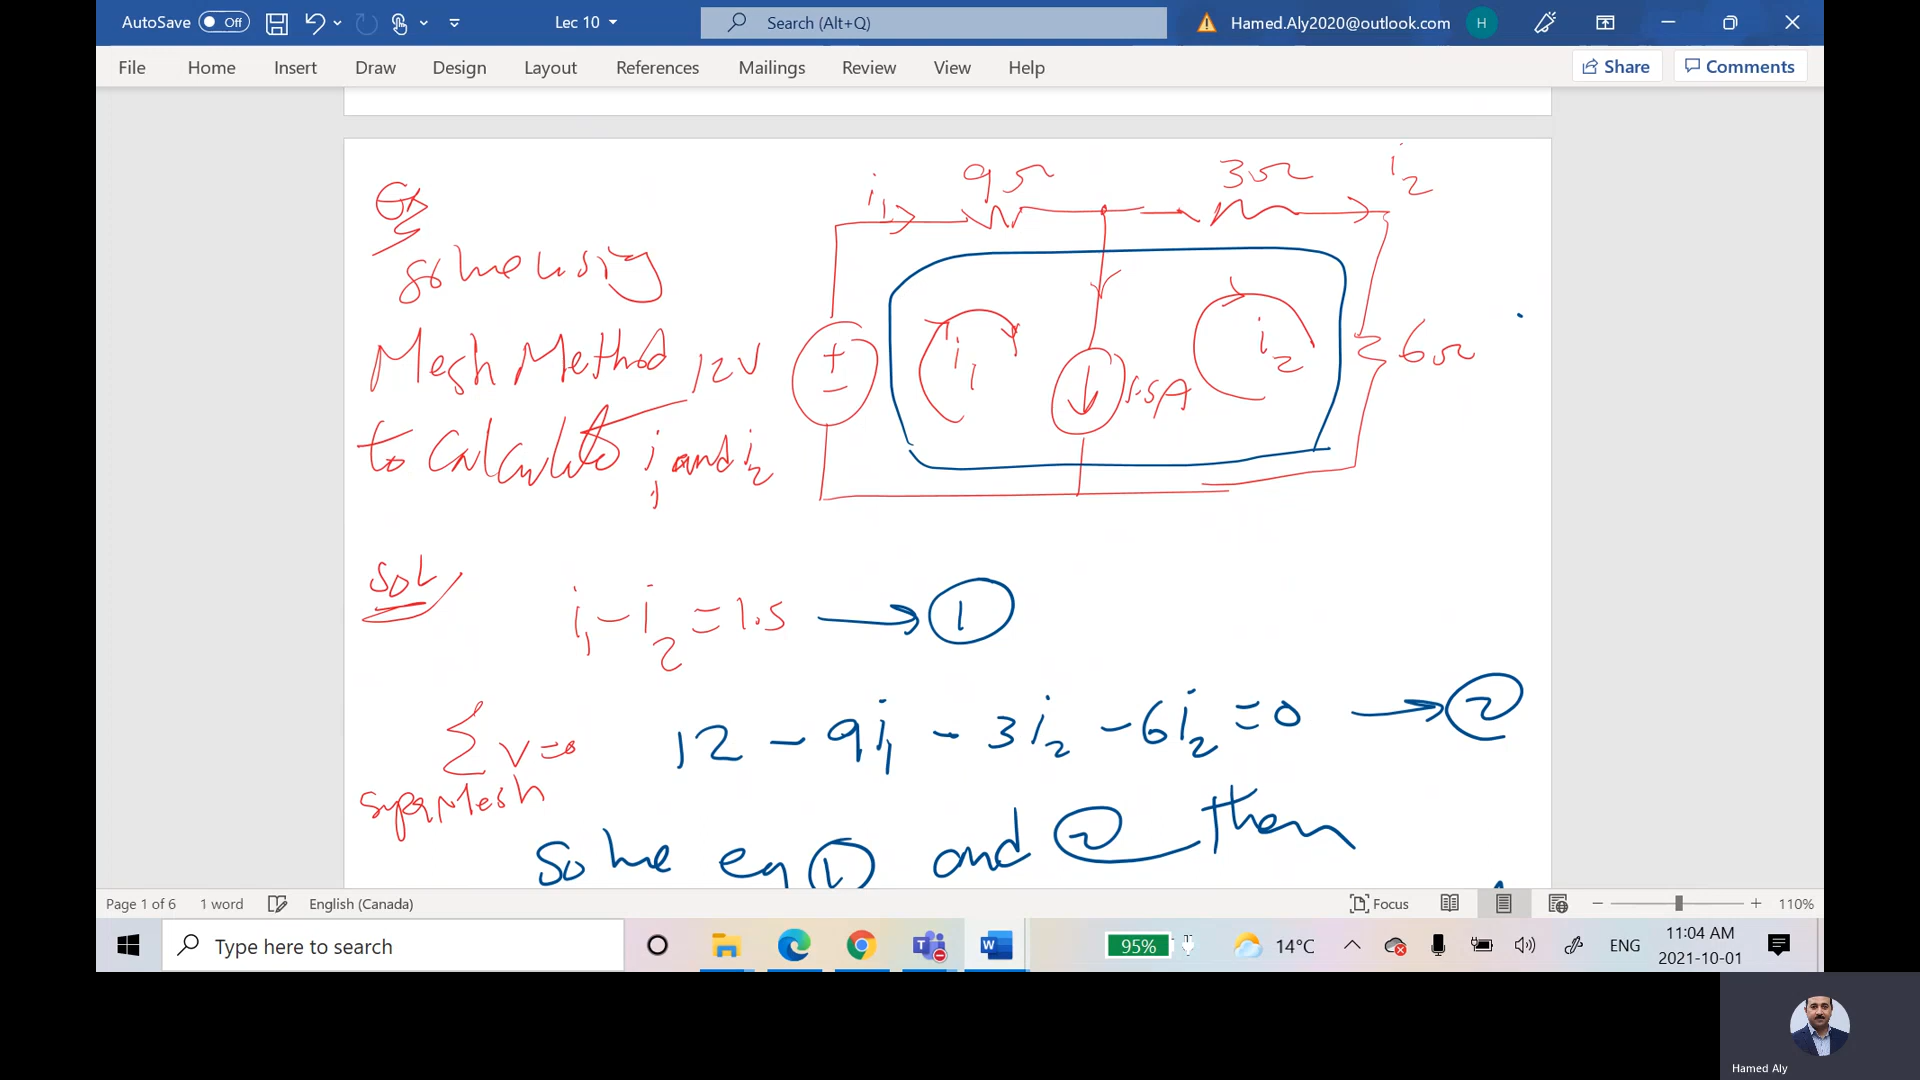 AutoSave Off Lec 10 Search (Alt+Q) Hamed.Aly2020@outlook.com H
File Home Insert Draw Design Layout References Mailings Review View Help Share Comments
Ex
solve using
Mesh Method
to Calculate i1 and i2
i1 9Ω 3Ω i2
12V + - i1 1.5A i2 6Ω
Sol
i1 - i2 = 1.5 → 1
Σ v=0 12 - 9i1 - 3i2 - 6i2 = 0 → 2
SuperMesh
Solve eq 1 and 2 then
Page 1 of 6 1 word English (Canada) Focus 110%
Type here to search 95% 14°C ENG 11:04 AM
2021-10-01
Hamed Aly